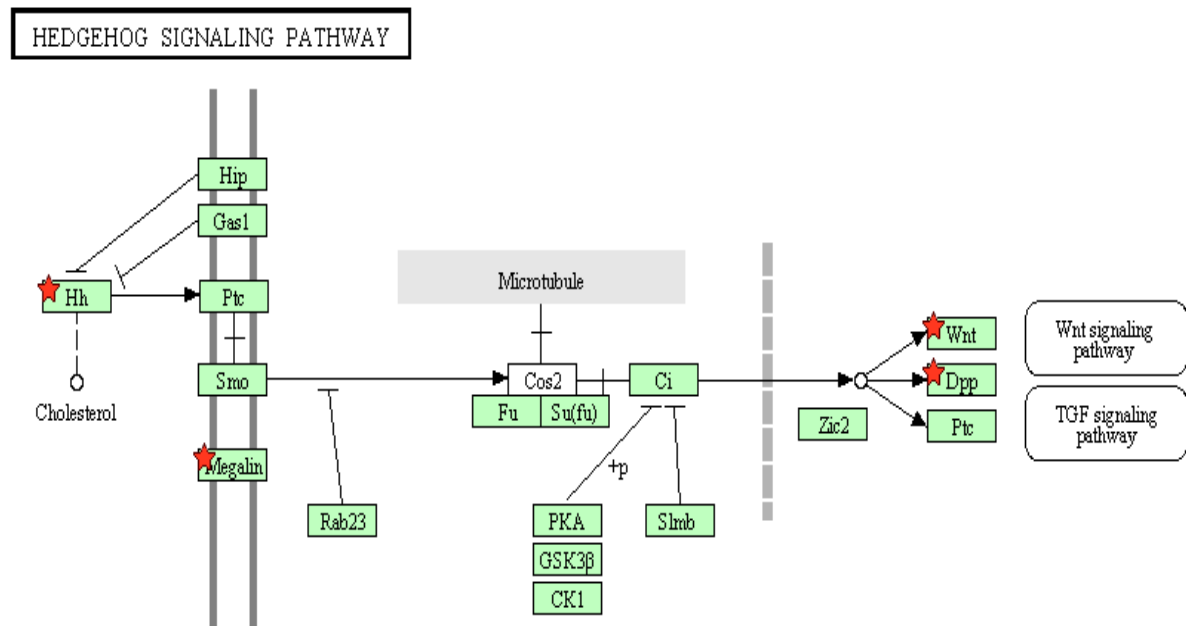 HEDGEHOG SIGNALING PATHWAY
Hip
Gas1
Hh
Ptc
Microtubule
Smo
Cos2
Ci
Fu
Su(fu)
Cholesterol
Megalin
Rab23
+p
PKA
Slmb
GSK3β
CK1
Zic2
Wnt
Dpp
Ptc
Wnt signaling
pathway
TGF signaling
pathway